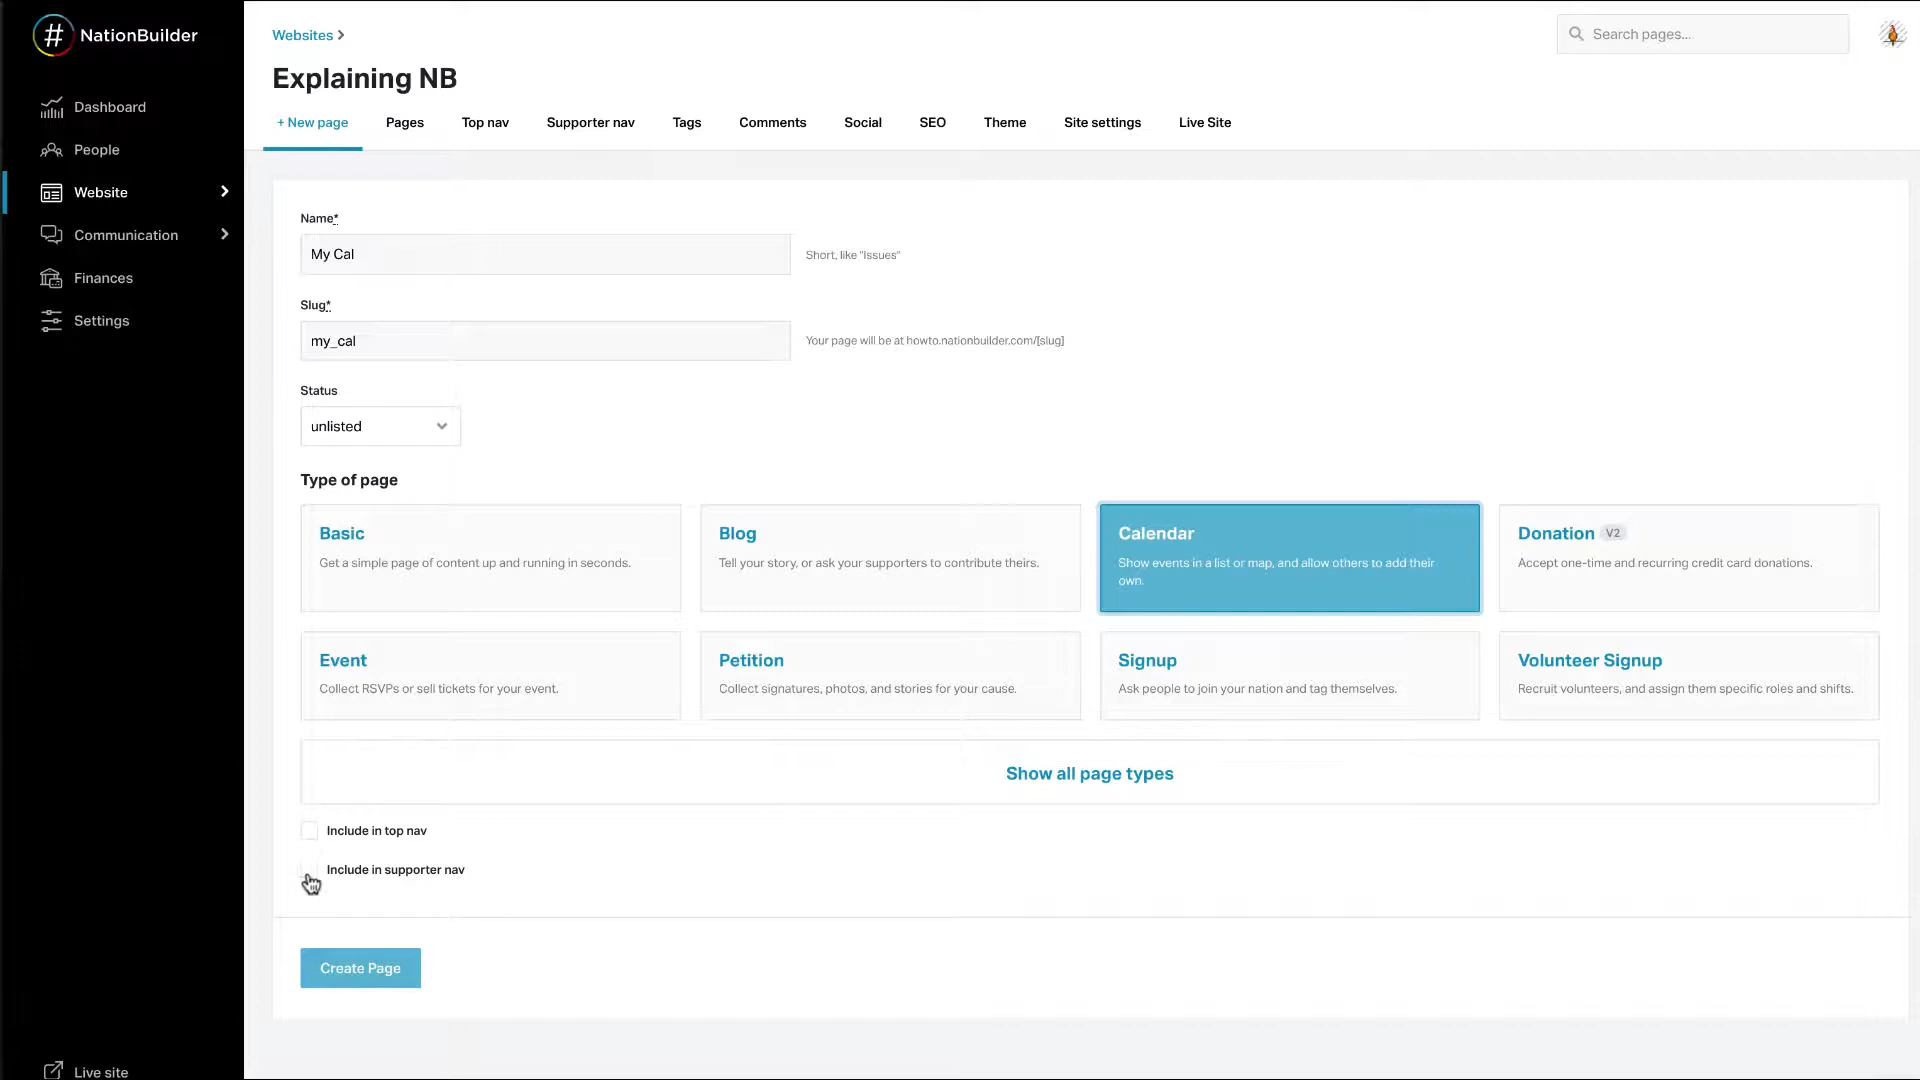 # NationBuilder
Dashboard
People
Website
Communication
Finances
Settings
Live site
Websites
Search pages...
Explaining NB
+ New page Pages Top nav Supporter nav Tags Comments Social SEO Theme Site settings Live Site
Name*
My Cal
Short, like "Issues"
Slug*
my_cal
Your page will be at howto.nationbuilder.com/[slug]
Status
unlisted
Type of page
Basic
Get a simple page of content up and running in seconds.
Blog
Tell your story, or ask your supporters to contribute theirs.
Calendar
Show events in a list or map, and allow others to add their
own.
Donation V2
Accept one-time and recurring credit card donations.
Event
Collect RSVPs or sell tickets for your event.
Petition
Collect signatures, photos, and stories for your cause.
Signup
Ask people to join your nation and tag themselves.
Volunteer Signup
Recruit volunteers, and assign them specific roles and shifts.
Show all page types
Include in top nav
Include in supporter nav
Create Page